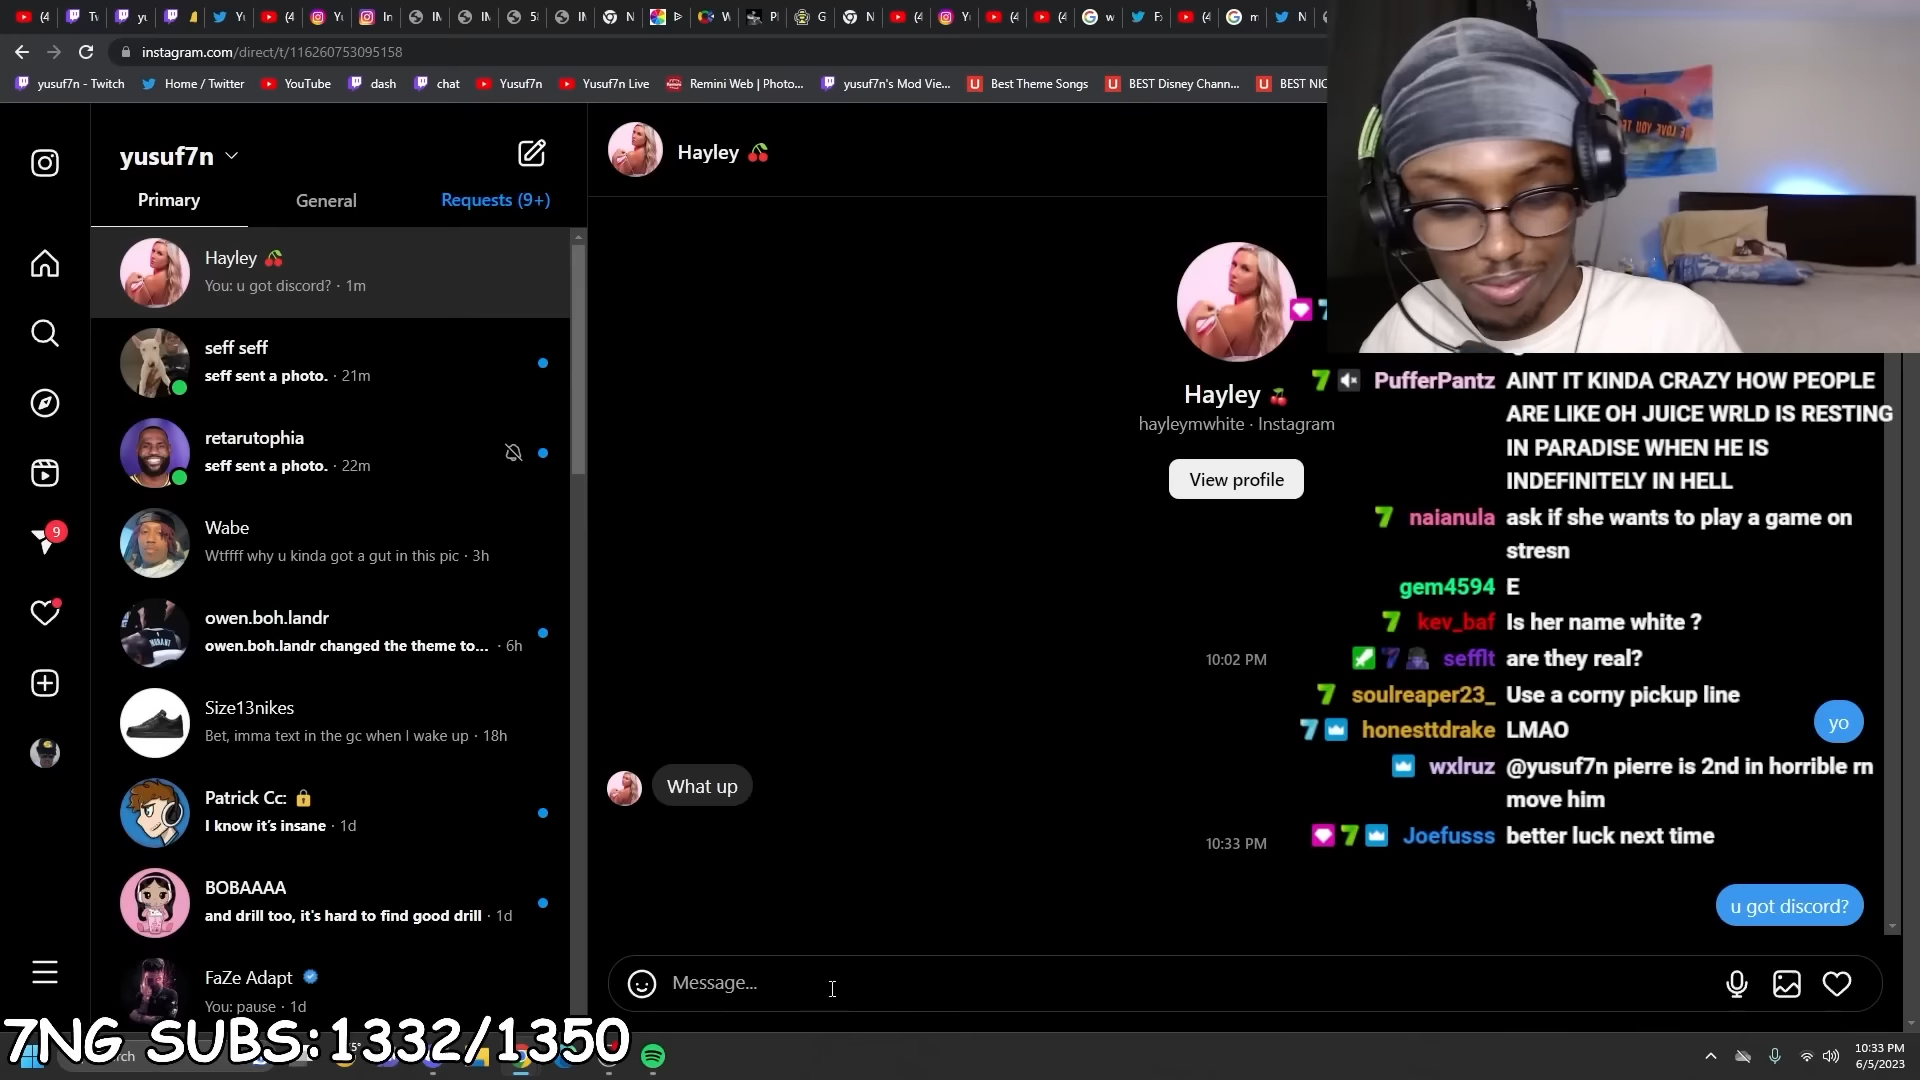 instagram.com/direct/t/116260753095158
yusuf7n - Twitch
Home / Twitter
YouTube
dash
chat
Yusuf7n
Yusuf7n Live
Remini Web | Photo...
yusuf7n's Mod Vie...
Best Theme Songs
BEST Disney Chann...
BEST NIC
yusuf7n
Primary
General
Requests (9+)
Hayley 🍒
You: u got discord? · 1m
seff seff
seff sent a photo. · 21m
retarutophia
seff sent a photo. · 22m
Wabe
Wtffff why u kinda got a gut in this pic · 3h
owen.boh.landr
owen.boh.landr changed the theme to... · 6h
Size13nikes
Bet, imma text in the gc when I wake up · 18h
Patrick Cc: 🔒
I know it's insane · 1d
BOBAAAA
and drill too, it's hard to find good drill · 1d
FaZe Adapt
You: pause · 1d
9
Hayley 🍒
Hayley 🍒
hayleymwhite · Instagram
View profile
10:02 PM
yo
What up
10:33 PM
u got discord?
Message...
PufferPantz AINT IT KINDA CRAZY HOW PEOPLE
ARE LIKE OH JUICE WRLD IS RESTING
IN PARADISE WHEN HE IS
INDEFINITELY IN HELL
naianula ask if she wants to play a game on
stresn
gem4594 E
kev_baf Is her name white ?
sefflt are they real?
soulreaper23_ Use a corny pickup line
honesttdrake LMAO
wxlruz @yusuf7n pierre is 2nd in horrible rn
move him
Joefusss better luck next time
7NG SUBS: 1332/1350
10:33 PM
6/5/2023